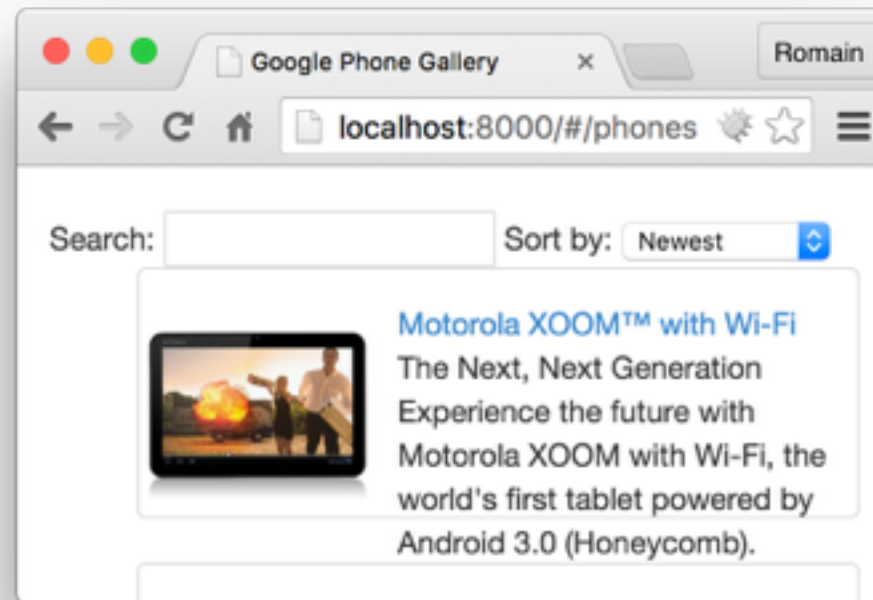 Google Phone Gallery
Romain
localhost:8000/#/phones
Search: Sort by: Newest
Motorola XOOM™ with Wi-Fi
The Next, Next Generation
Experience the future with
Motorola XOOM with Wi-Fi, the
world's first tablet powered by
Android 3.0 (Honeycomb).